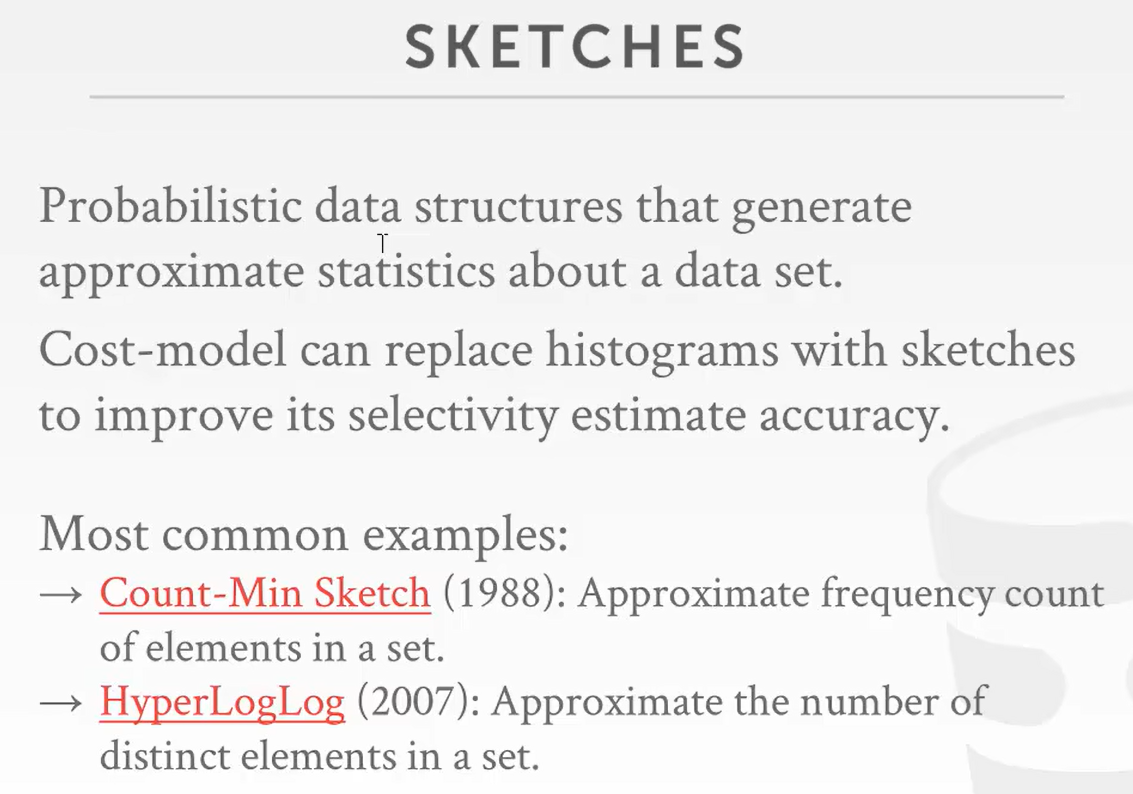 SKETCHES
Probabilistic data structures that generate
approximate statistics about a data set.
Cost-model can replace histograms with sketches
to improve its selectivity estimate accuracy.
Most common examples:
→ Count-Min Sketch (1988): Approximate frequency count
of elements in a set.
→ HyperLogLog (2007): Approximate the number of
distinct elements in a set.